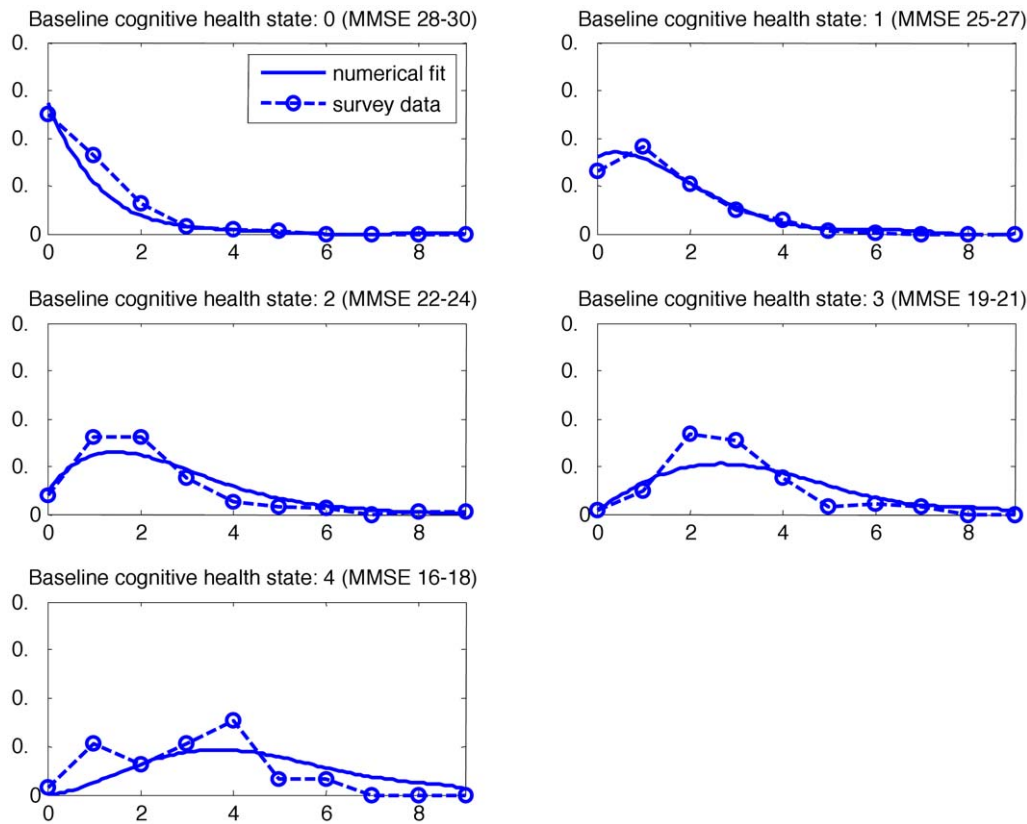 Baseline cognitive health state: 0 (MMSE 28-30)
0.
0.
0.
0.
0
0 2 4 6 8
numerical fit
survey data
Baseline cognitive health state: 1 (MMSE 25-27)
0.
0.
0.
0.
0
0 2 4 6 8
Baseline cognitive health state: 2 (MMSE 22-24)
0.
0.
0.
0.
0
0 2 4 6 8
Baseline cognitive health state: 3 (MMSE 19-21)
0.
0.
0.
0.
0
0 2 4 6 8
Baseline cognitive health state: 4 (MMSE 16-18)
0.
0.
0.
0.
0
0 2 4 6 8